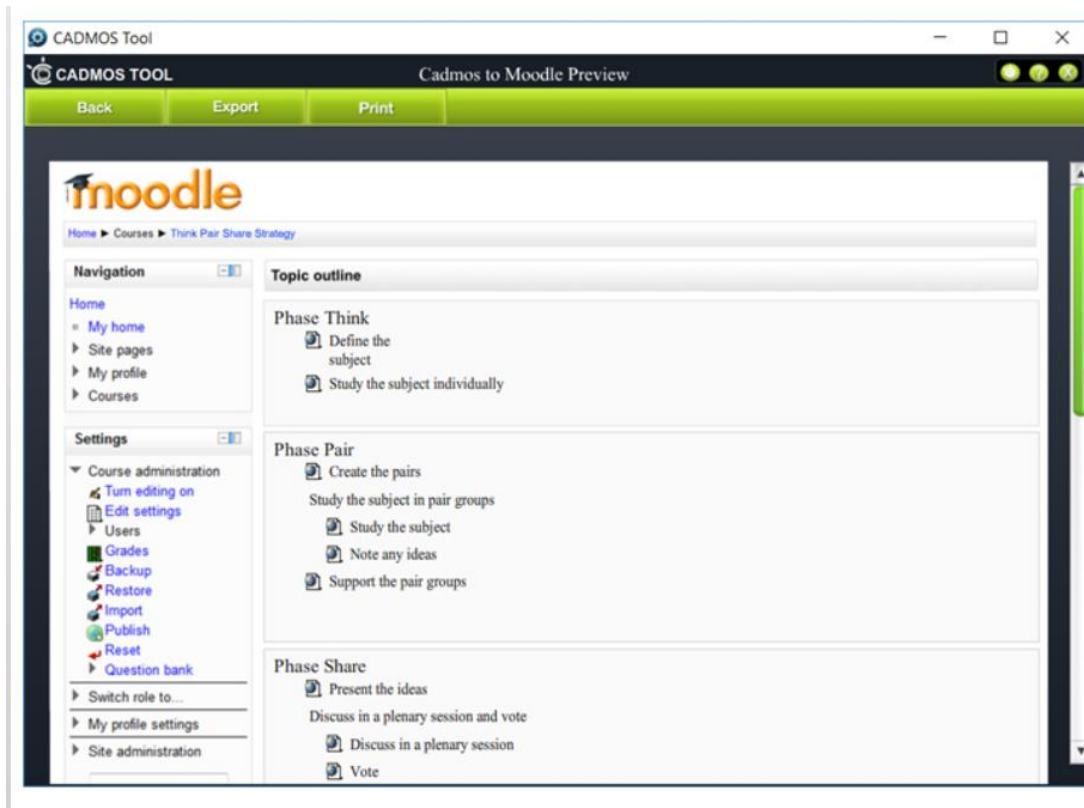 CADMOS Tool
CADMOS TOOL
Cadmos to Moodle Preview
Back
Export
Print
moodle
Home ► Courses ► Think Pair Share Strategy
Navigation
Home
My home
Site pages
My profile
Courses
Settings
Course administration
Turn editing on
Edit settings
Users
Grades
Backup
Restore
Import
Publish
Reset
Question bank
Switch role to...
My profile settings
Site administration
Topic outline
Phase Think
Define the
subject
Study the subject individually
Phase Pair
Create the pairs
Study the subject in pair groups
Study the subject
Note any ideas
Support the pair groups
Phase Share
Present the ideas
Discuss in a plenary session and vote
Discuss in a plenary session
Vote